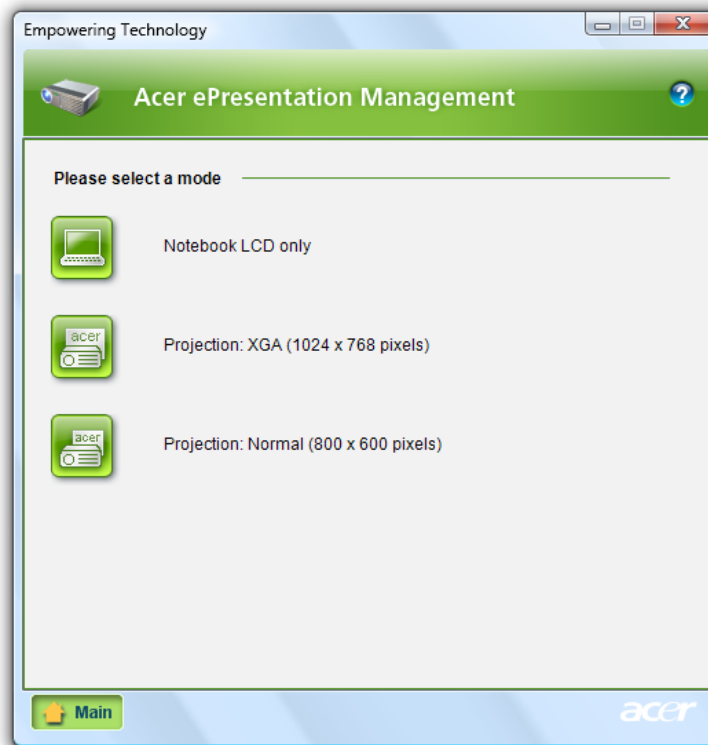 Empowering Technology
Acer ePresentation Management
?
Please select a mode
Notebook LCD only
acer
Projection: XGA (1024 x 768 pixels)
acer
Projection: Normal (800 x 600 pixels)
Main
acer